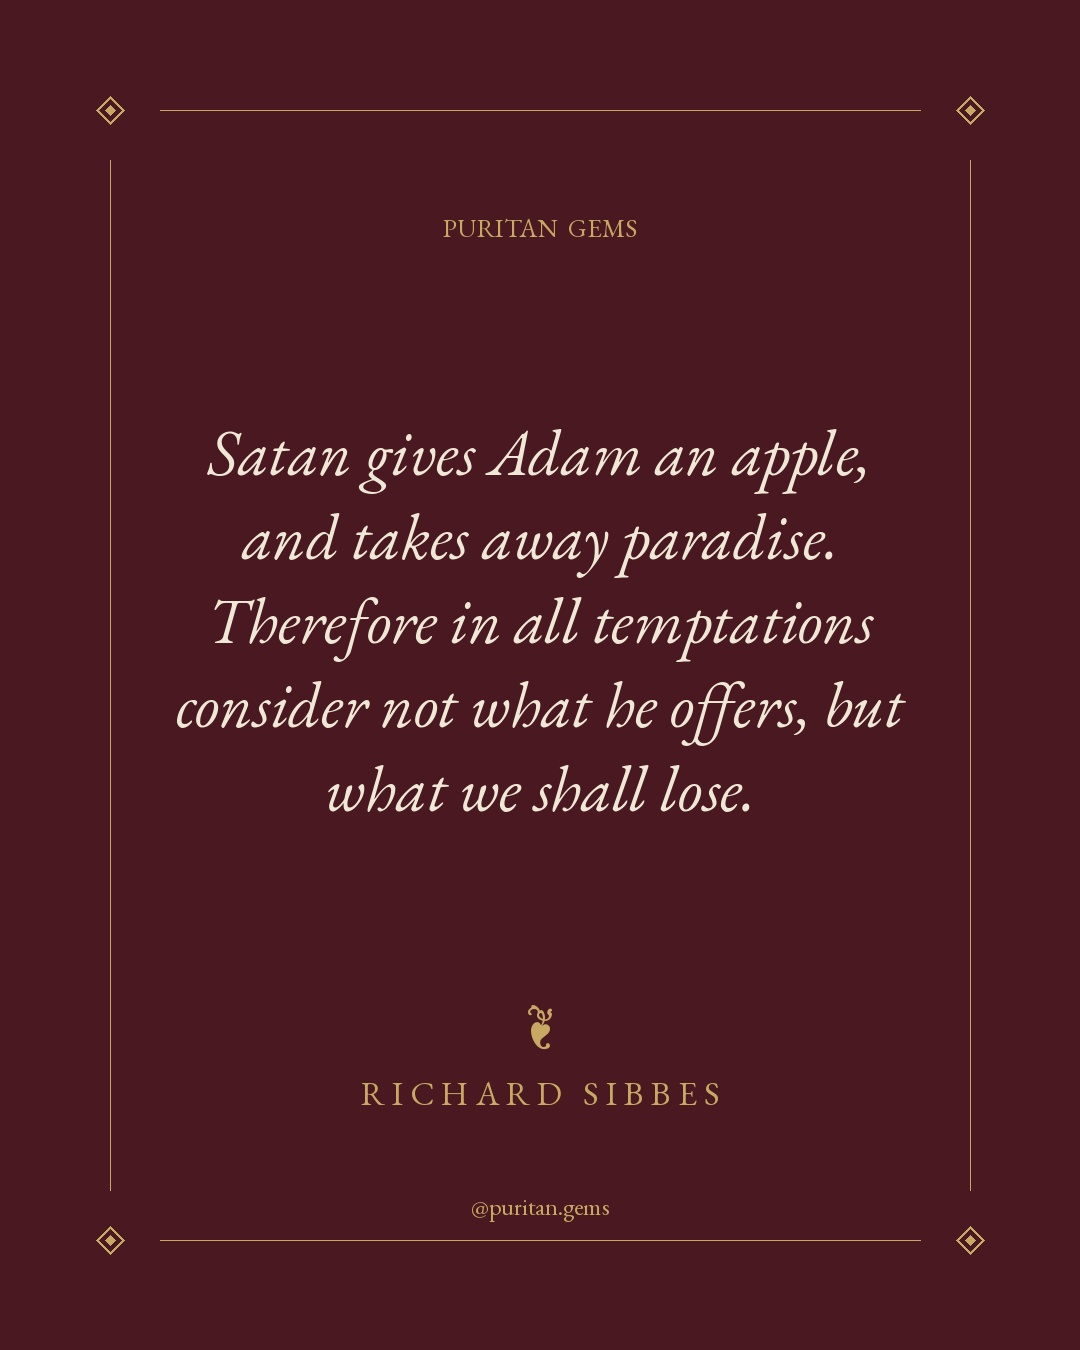 PURITAN GEMS
Satan gives Adam an apple,
and takes away paradise.
Therefore in all temptations
consider not what he offers, but
what we shall lose.
RICHARD SIBBES
@puritan.gems